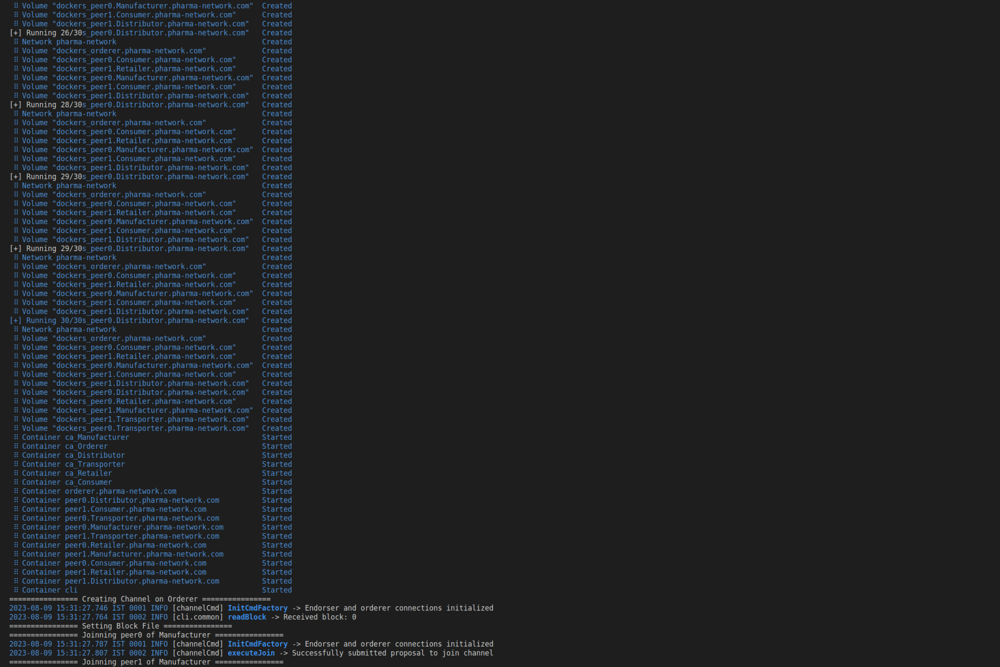 ⠿ Volume "dockers_peer0.Manufacturer.pharma-network.com"  Created
⠿ Volume "dockers_peer1.Consumer.pharma-network.com"      Created
⠿ Volume "dockers_peer1.Distributor.pharma-network.com"   Created
[+] Running 26/30s_peer0.Distributor.pharma-network.com"   Created
⠿ Network pharma-network                                  Created
⠿ Volume "dockers_orderer.pharma-network.com"             Created
⠿ Volume "dockers_peer0.Consumer.pharma-network.com"      Created
⠿ Volume "dockers_peer1.Retailer.pharma-network.com"      Created
⠿ Volume "dockers_peer0.Manufacturer.pharma-network.com"  Created
⠿ Volume "dockers_peer1.Consumer.pharma-network.com"      Created
⠿ Volume "dockers_peer1.Distributor.pharma-network.com"   Created
[+] Running 28/30s_peer0.Distributor.pharma-network.com"   Created
⠿ Network pharma-network                                  Created
⠿ Volume "dockers_orderer.pharma-network.com"             Created
⠿ Volume "dockers_peer0.Consumer.pharma-network.com"      Created
⠿ Volume "dockers_peer1.Retailer.pharma-network.com"      Created
⠿ Volume "dockers_peer0.Manufacturer.pharma-network.com"  Created
⠿ Volume "dockers_peer1.Consumer.pharma-network.com"      Created
⠿ Volume "dockers_peer1.Distributor.pharma-network.com"   Created
[+] Running 29/30s_peer0.Distributor.pharma-network.com"   Created
⠿ Network pharma-network                                  Created
⠿ Volume "dockers_orderer.pharma-network.com"             Created
⠿ Volume "dockers_peer0.Consumer.pharma-network.com"      Created
⠿ Volume "dockers_peer1.Retailer.pharma-network.com"      Created
⠿ Volume "dockers_peer0.Manufacturer.pharma-network.com"  Created
⠿ Volume "dockers_peer1.Consumer.pharma-network.com"      Created
⠿ Volume "dockers_peer1.Distributor.pharma-network.com"   Created
[+] Running 29/30s_peer0.Distributor.pharma-network.com"   Created
⠿ Network pharma-network                                  Created
⠿ Volume "dockers_orderer.pharma-network.com"             Created
⠿ Volume "dockers_peer0.Consumer.pharma-network.com"      Created
⠿ Volume "dockers_peer1.Retailer.pharma-network.com"      Created
⠿ Volume "dockers_peer0.Manufacturer.pharma-network.com"  Created
⠿ Volume "dockers_peer1.Consumer.pharma-network.com"      Created
⠿ Volume "dockers_peer1.Distributor.pharma-network.com"   Created
[+] Running 30/30s_peer0.Distributor.pharma-network.com"   Created
⠿ Network pharma-network                                  Created
⠿ Volume "dockers_orderer.pharma-network.com"             Created
⠿ Volume "dockers_peer0.Consumer.pharma-network.com"      Created
⠿ Volume "dockers_peer1.Retailer.pharma-network.com"      Created
⠿ Volume "dockers_peer0.Manufacturer.pharma-network.com"  Created
⠿ Volume "dockers_peer1.Consumer.pharma-network.com"      Created
⠿ Volume "dockers_peer1.Distributor.pharma-network.com"   Created
⠿ Volume "dockers_peer0.Distributor.pharma-network.com"   Created
⠿ Volume "dockers_peer0.Retailer.pharma-network.com"      Created
⠿ Volume "dockers_peer1.Manufacturer.pharma-network.com"  Created
⠿ Volume "dockers_peer1.Transporter.pharma-network.com"   Created
⠿ Volume "dockers_peer0.Transporter.pharma-network.com"   Created
⠿ Container ca_Manufacturer                               Started
⠿ Container ca_Orderer                                    Started
⠿ Container ca_Distributor                                Started
⠿ Container ca_Transporter                                Started
⠿ Container ca_Retailer                                   Started
⠿ Container ca_Consumer                                   Started
⠿ Container orderer.pharma-network.com                    Started
⠿ Container peer0.Distributor.pharma-network.com          Started
⠿ Container peer1.Consumer.pharma-network.com             Started
⠿ Container peer0.Transporter.pharma-network.com          Started
⠿ Container peer0.Manufacturer.pharma-network.com         Started
⠿ Container peer1.Transporter.pharma-network.com          Started
⠿ Container peer0.Retailer.pharma-network.com             Started
⠿ Container peer1.Manufacturer.pharma-network.com         Started
⠿ Container peer0.Consumer.pharma-network.com             Started
⠿ Container peer1.Retailer.pharma-network.com             Started
⠿ Container peer1.Distributor.pharma-network.com          Started
⠿ Container cli                                           Started
================ Creating Channel on Orderer ================
2023-08-09 15:31:27.746 IST 0001 INFO [channelCmd] InitCmdFactory -> Endorser and orderer connections initialized
2023-08-09 15:31:27.764 IST 0002 INFO [cli.common] readBlock -> Received block: 0
================ Setting Block File ================
================ Joinning peer0 of Manufacturer ================
2023-08-09 15:31:27.787 IST 0001 INFO [channelCmd] InitCmdFactory -> Endorser and orderer connections initialized
2023-08-09 15:31:27.807 IST 0002 INFO [channelCmd] executeJoin -> Successfully submitted proposal to join channel
================ Joinning peer1 of Manufacturer ================